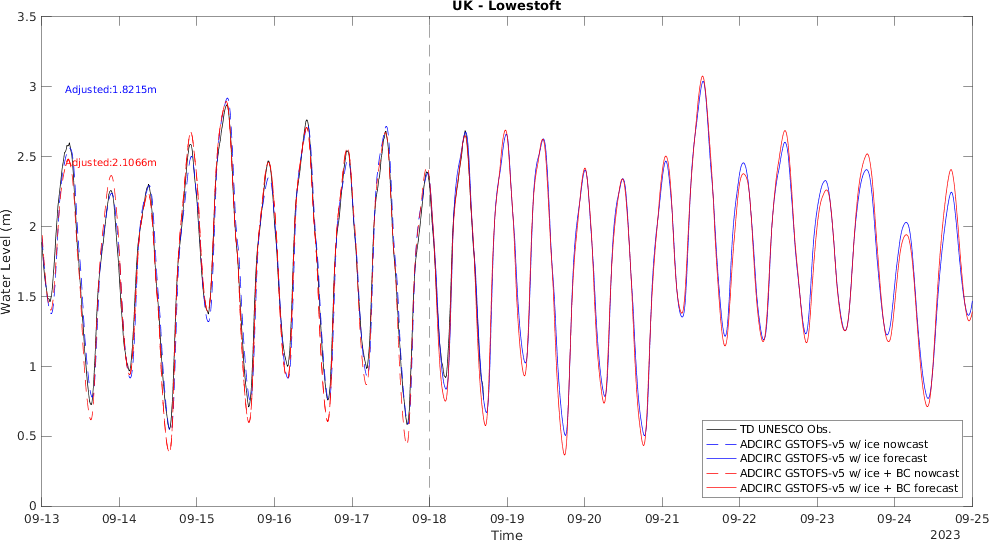 UK - Lowestoft
3.5
3
2.5
2
1.5
1
0.5
0
Water Level (m)
Adjusted:1.8215m
Adjusted:2.1066m
TD UNESCO Obs.
ADCIRC GSTOFS-v5 w/ ice nowcast
ADCIRC GSTOFS-v5 w/ ice forecast
ADCIRC GSTOFS-v5 w/ ice + BC nowcast
ADCIRC GSTOFS-v5 w/ ice + BC forecast
09-13 09-14 09-15 09-16 09-17 09-18 09-19 09-20 09-21 09-22 09-23 09-24 09-25
Time
2023